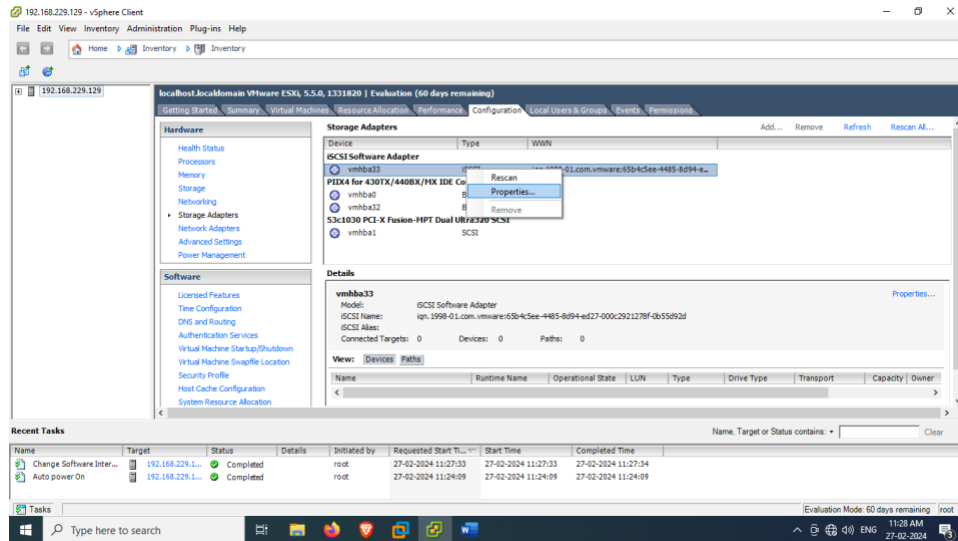 192.168.229.129 - vSphere Client
File Edit View Inventory Administration Plug-ins Help
Home Inventory Inventory
192.168.229.129
localhost.localdomain VMware ESXi, 5.5.0, 1331820 | Evaluation (60 days remaining)
Getting Started Summary Virtual Machines Resource Allocation Performance Configuration Local Users & Groups Events Permissions
Hardware
Health Status
Processors
Memory
Storage
Networking
Storage Adapters
Network Adapters
Advanced Settings
Power Management
Software
Licensed Features
Time Configuration
DNS and Routing
Authentication Services
Virtual Machine Startup/Shutdown
Virtual Machine Swapfile Location
Security Profile
Host Cache Configuration
System Resource Allocation
Storage Adapters
Add... Remove Refresh Rescan All...
Device Type WWN
iSCSI Software Adapter
vmhba33 iqn.1998-01.com.vmware:65b4c5ee-4485-8d94-e...
PIIX4 for 430TX/440BX/MX IDE Co
vmhba0 B
vmhba32 B
53c1030 PCI-X Fusion-MPT Dual Ultra320 SCSI
vmhba1 SCSI
Rescan
Properties...
Remove
Details
vmhba33
Properties...
Model: iSCSI Software Adapter
iSCSI Name: iqn.1998-01.com.vmware:65b4c5ee-4485-8d94-ed27-000c2921278f-0b55d92d
iSCSI Alias:
Connected Targets: 0 Devices: 0 Paths: 0
View: Devices Paths
Name Runtime Name Operational State LUN Type Drive Type Transport Capacity Owner
Recent Tasks
Name, Target or Status contains: Clear
Name Target Status Details Initiated by Requested Start Ti... Start Time Completed Time
Change Software Inter... 192.168.229.1... Completed root 27-02-2024 11:27:33 27-02-2024 11:27:33 27-02-2024 11:27:34
Auto power On 192.168.229.1... Completed root 27-02-2024 11:24:09 27-02-2024 11:24:09 27-02-2024 11:24:09
Tasks
Evaluation Mode: 60 days remaining root
Type here to search
ENG
11:28 AM
27-02-2024
3